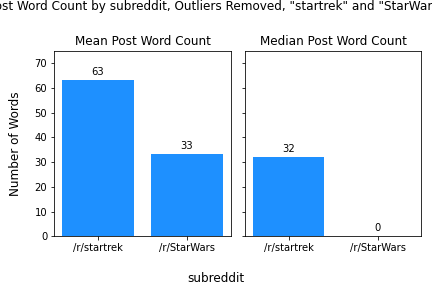 ost Word Count by subreddit, Outliers Removed, "startrek" and "StarWar
Mean Post Word Count
Median Post Word Count
Number of Words
70
60
50
40
30
20
10
0
63
33
32
0
/r/startrek
/r/StarWars
/r/startrek
/r/StarWars
subreddit